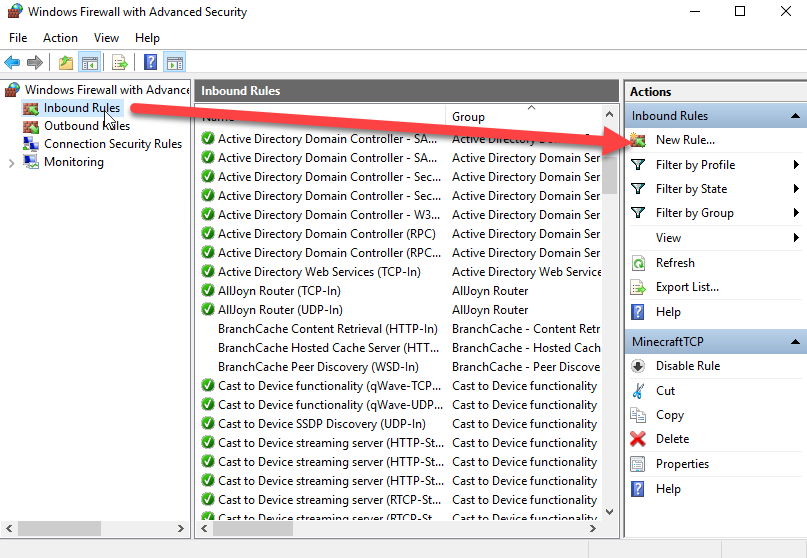 Windows Firewall with Advanced Security
File Action View Help
Windows Firewall with Advance
Inbound Rules
Outbound Rules
Connection Security Rules
Monitoring
Inbound Rules
Name Group
Active Directory Domain Controller - SA... Active Directory Domain Ser
Active Directory Domain Controller - SA... Active Directory Domain Ser
Active Directory Domain Controller - Sec... Active Directory Domain Ser
Active Directory Domain Controller - Sec... Active Directory Domain Ser
Active Directory Domain Controller - W3... Active Directory Domain Ser
Active Directory Domain Controller (RPC) Active Directory Domain Ser
Active Directory Domain Controller (RPC... Active Directory Domain Ser
Active Directory Web Services (TCP-In) Active Directory Web Service
AllJoyn Router (TCP-In) AllJoyn Router
AllJoyn Router (UDP-In) AllJoyn Router
BranchCache Content Retrieval (HTTP-In) BranchCache - Content Retr
BranchCache Hosted Cache Server (HTT... BranchCache - Hosted Cach
BranchCache Peer Discovery (WSD-In) BranchCache - Peer Discove
Cast to Device functionality (qWave-TCP... Cast to Device functionality
Cast to Device functionality (qWave-UDP... Cast to Device functionality
Cast to Device SSDP Discovery (UDP-In) Cast to Device functionality
Cast to Device streaming server (HTTP-St... Cast to Device functionality
Cast to Device streaming server (HTTP-St... Cast to Device functionality
Cast to Device streaming server (HTTP-St... Cast to Device functionality
Cast to Device streaming server (RTCP-St... Cast to Device functionality
Cast to Device streaming server (RTCP-St... Cast to Device functionality
Actions
Inbound Rules
New Rule...
Filter by Profile
Filter by State
Filter by Group
View
Refresh
Export List...
Help
MinecraftTCP
Disable Rule
Cut
Copy
Delete
Properties
Help